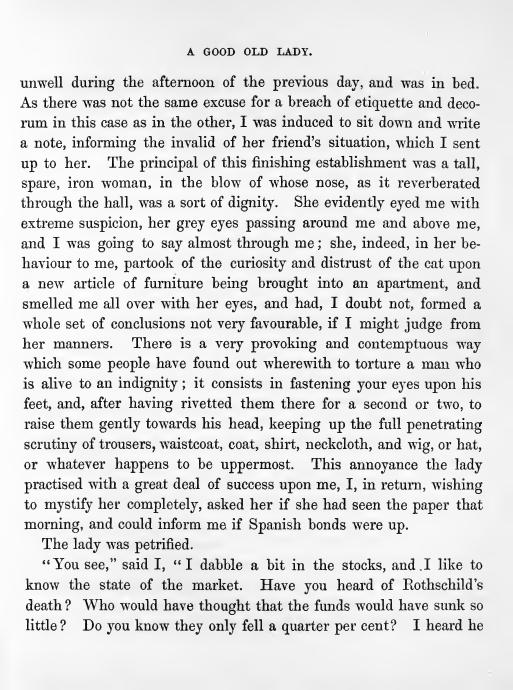 A GOOD OLD LADY.
unwell during the afternoon of the previous day, and was in bed.
As there was not the same excuse for a breach of etiquette and deco-
rum in this case as in the other, I was induced to sit down and write
a note, informing the invalid of her friend's situation, which I sent
up to her. The principal of this finishing establishment was a tall,
spare, iron woman, in the blow of whose nose, as it reverberated
through the hall, was a sort of dignity. She evidently eyed me with
extreme suspicion, her grey eyes passing around me and above me,
and I was going to say almost through me; she, indeed, in her be-
haviour to me, partook of the curiosity and distrust of the cat upon
a new article of furniture being brought into an apartment, and
smelled me all over with her eyes, and had, I doubt not, formed a
whole set of conclusions not very favourable, if I might judge from
her manners. There is a very provoking and contemptuous way
which some people have found out wherewith to torture a man who
is alive to an indignity; it consists in fastening your eyes upon his
feet, and, after having rivetted them there for a second or two, to
raise them gently towards his head, keeping up the full penetrating
scrutiny of trousers, waistcoat, coat, shirt, neckcloth, and wig, or hat,
or whatever happens to be uppermost. This annoyance the lady
practised with a great deal of success upon me, I, in return, wishing
to mystify her completely, asked her if she had seen the paper that
morning, and could inform me if Spanish bonds were up.
The lady was petrified.
"You see," said I, "I dabble a bit in the stocks, and I like to
know the state of the market. Have you heard of Rothschild's
death? Who would have thought that the funds would have sunk so
little? Do you know they only fell a quarter per cent? I heard he